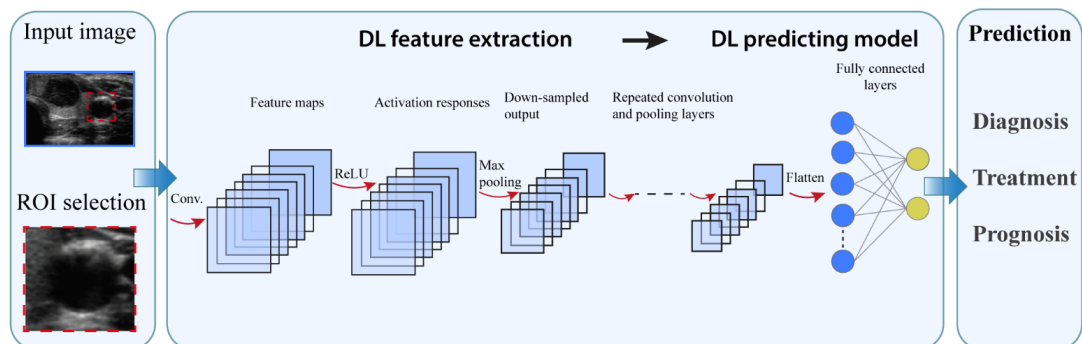 Input image
ROI selection
DL feature extraction
DL predicting model
Feature maps
Activation responses
Down-sampled
output
Repeated convolution
and pooling layers
Fully connected
layers
Conv.
ReLU
Max
pooling
Flatten
Prediction
Diagnosis
Treatment
Prognosis